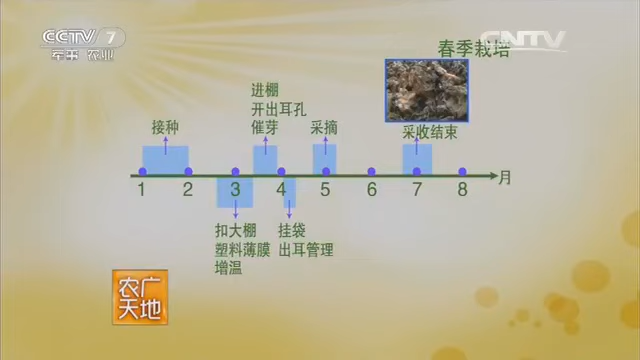 CCTV 7
军事 农业
CNTV
春季栽培
进棚
开出耳孔
催芽
接种
采摘
采收结束
1 2 3 4 5 6 7 8 月
扣大棚
塑料薄膜
增温
挂袋
出耳管理
农广
天地